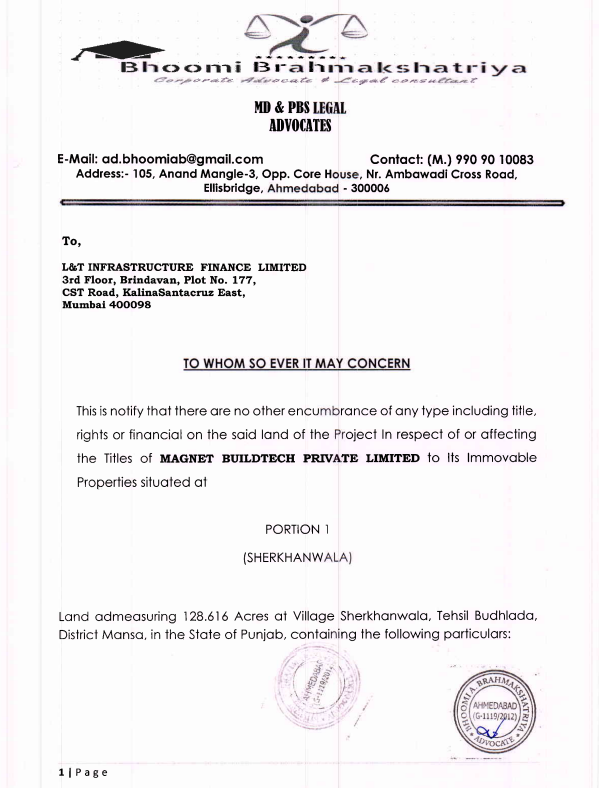 Bhoomi Brahmakshatriya
Corporate Advocate & Legal consultant
MD & PBS LEGAL
ADVOCATES
E-Mail: ad.bhoomiab@gmail.com Contact: (M.) 990 90 10083
Address:- 105, Anand Mangle-3, Opp. Core House, Nr. Ambawadi Cross Road,
Ellisbridge, Ahmedabad - 300006
To,
L&T INFRASTRUCTURE FINANCE LIMITED
3rd Floor, Brindavan, Plot No. 177,
CST Road, KalinaSantacruz East,
Mumbai 400098
TO WHOM SO EVER IT MAY CONCERN
This is notify that there are no other encumbrance of any type including title,
rights or financial on the said land of the Project In respect of or affecting
the Titles of MAGNET BUILDTECH PRIVATE LIMITED to Its Immovable
Properties situated at
PORTION 1
(SHERKHANWALA)
Land admeasuring 128.616 Acres at Village Sherkhanwala, Tehsil Budhlada,
District Mansa, in the State of Punjab, containing the following particulars:
AHMEDABAD
(G-1119/2012)
BHOOMI A. BRAHMAKSHATRIYA
AHMEDABAD
(G-1119/2012)
ADVOCATE
1 | Page